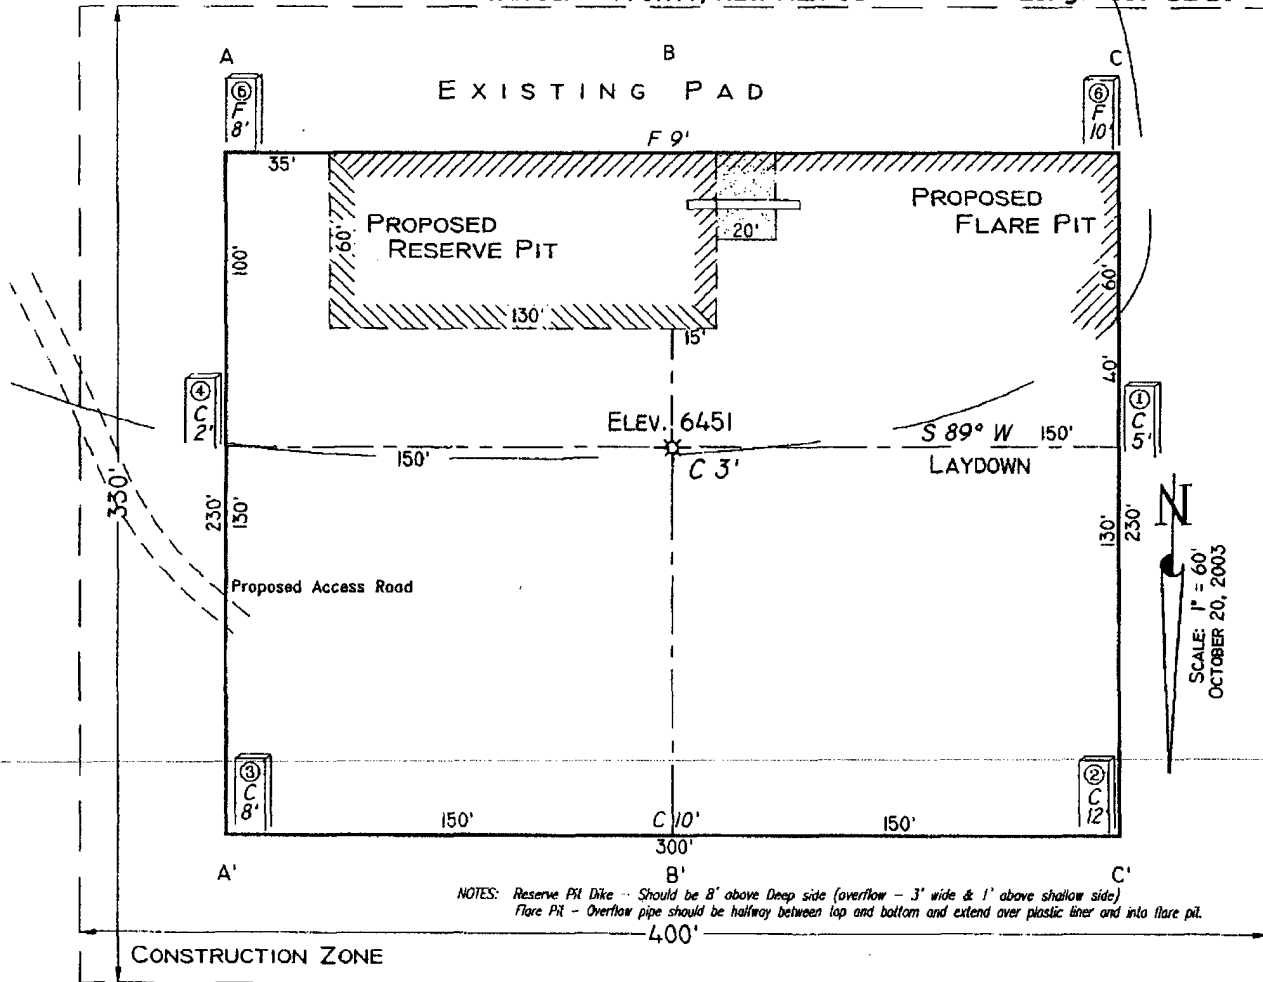 A
B
C
EXISTING PAD
⑤
F
8'
⑥
F
10'
F 9'
35'
PROPOSED
RESERVE PIT
PROPOSED
FLARE PIT
60'
20'
100'
60'
130'
15'
40'
④
C
2'
①
C
5'
ELEV. 6451
S 89° W
150'
150'
C 3'
LAYDOWN
330'
230'
130'
130'
230'
N
SCALE: 1" = 60'
OCTOBER 20, 2003
Proposed Access Road
③
C
8'
②
C
12'
150'
C 10'
150'
300'
A'
B'
C'
NOTES: Reserve Pit Dike - Should be 8' above Deep side (overflow - 3' wide & 1' above shallow side)
Flare Pit - Overflow pipe should be halfway between top and bottom and extend over plastic liner and into flare pit.
400'
CONSTRUCTION ZONE